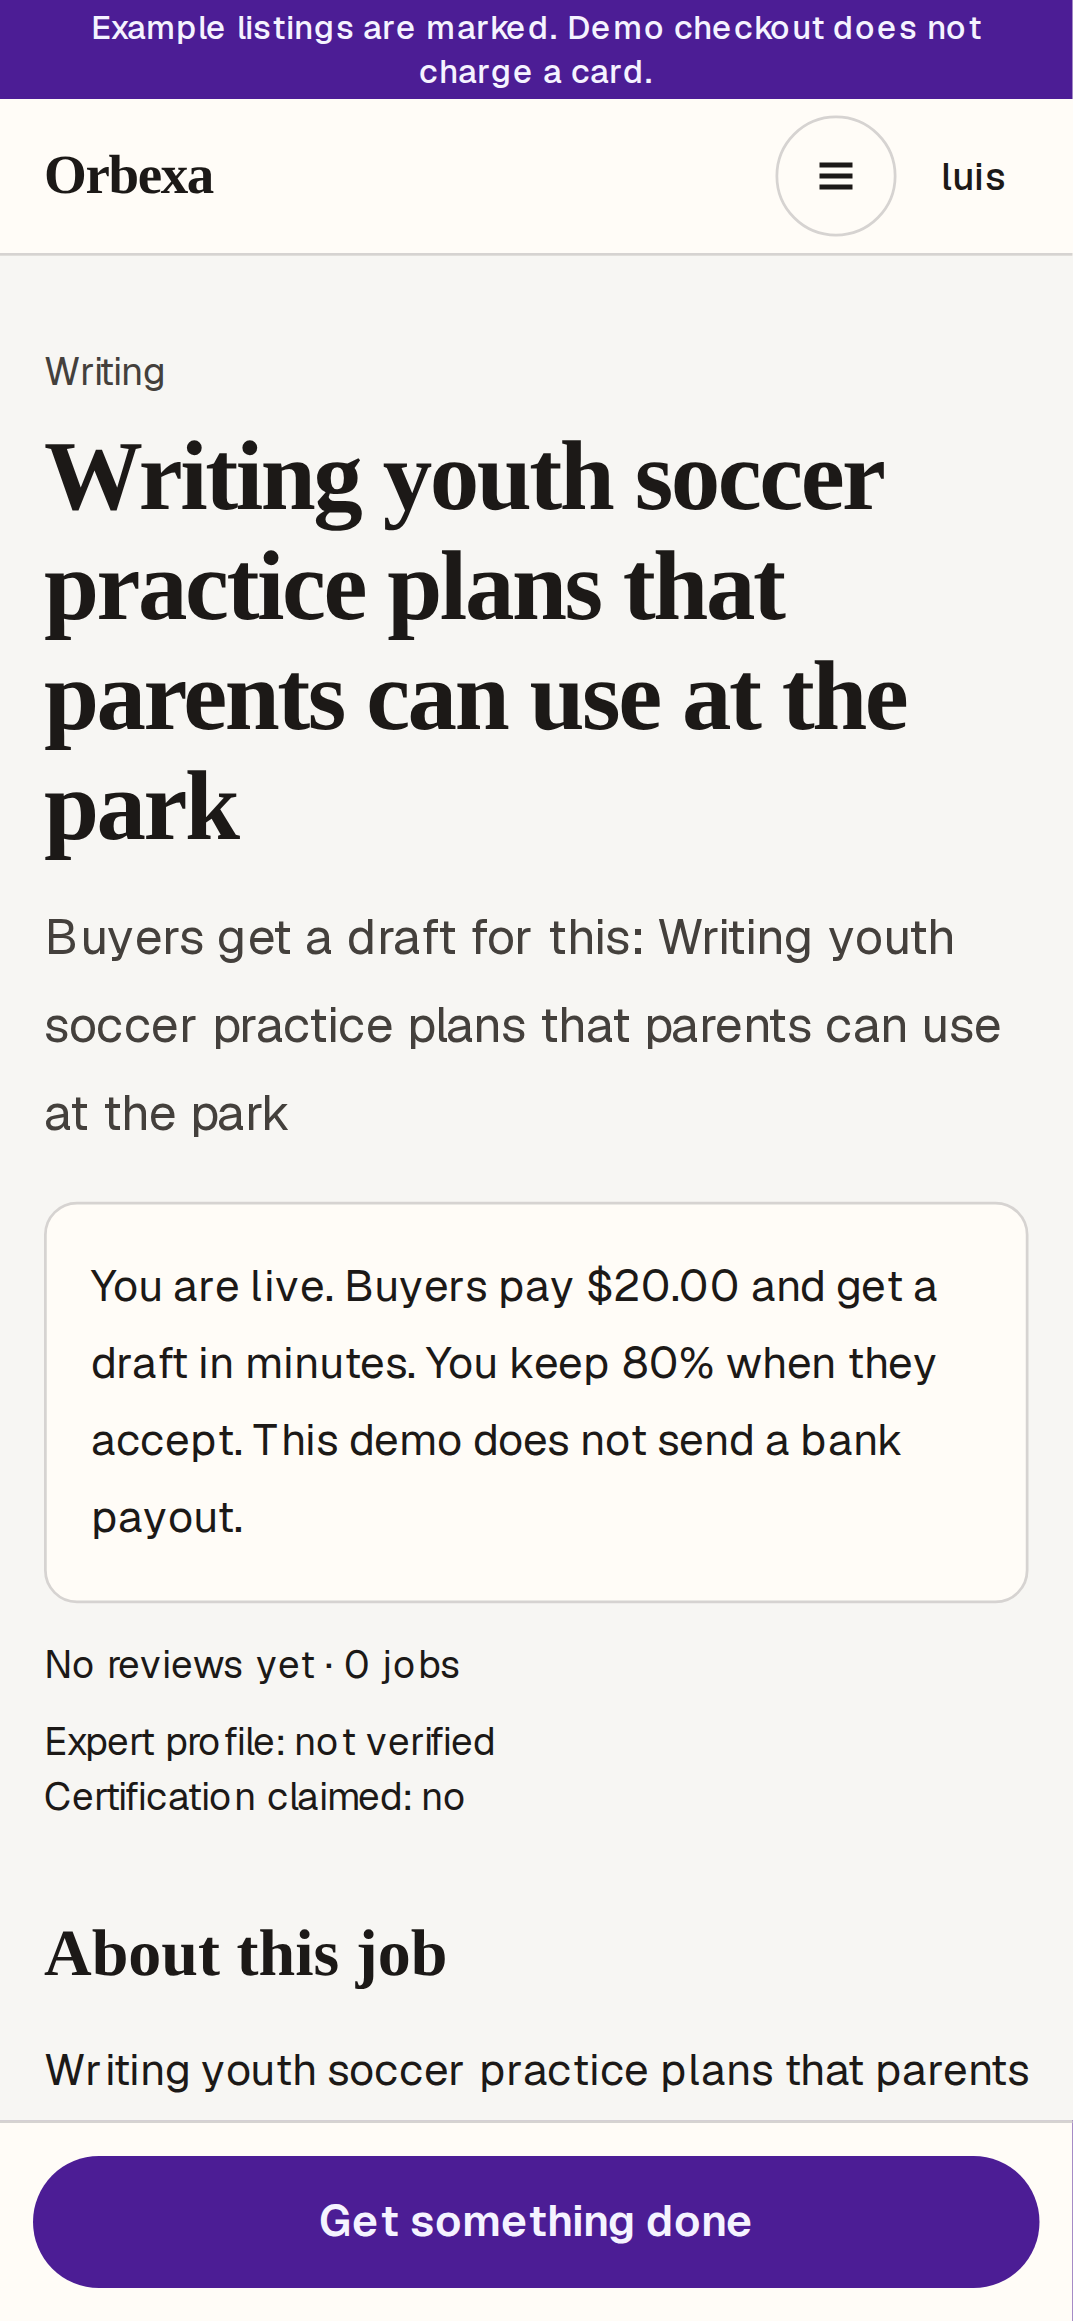 Example listings are marked. Demo checkout does not
charge a card.
Orbexa
luis
Writing
Writing youth soccer
practice plans that
parents can use at the
park
Buyers get a draft for this: Writing youth
soccer practice plans that parents can use
at the park
You are live. Buyers pay $20.00 and get a
draft in minutes. You keep 80% when they
accept. This demo does not send a bank
payout.
No reviews yet · 0 jobs
Expert profile: not verified
Certification claimed: no
About this job
Writing youth soccer practice plans that parents
Get something done